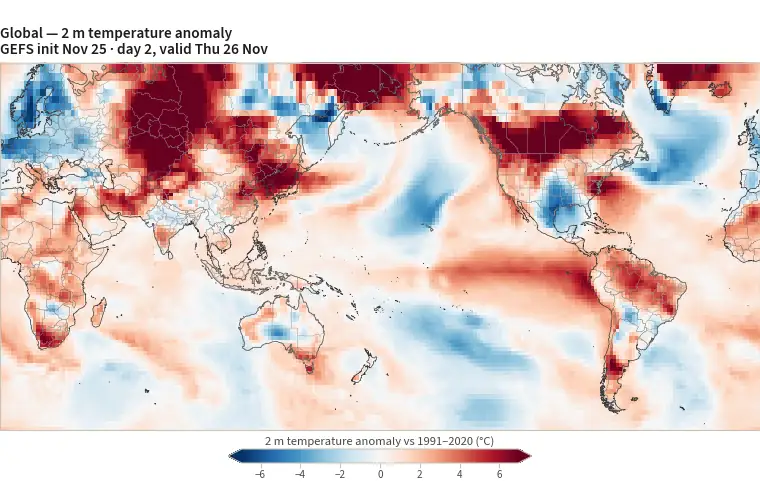 Global — 2 m temperature anomaly
GEFS init Nov 25 · day 2, valid Thu 26 Nov
2 m temperature anomaly vs 1991–2020 (°C)
−6 −4 −2 0 2 4 6